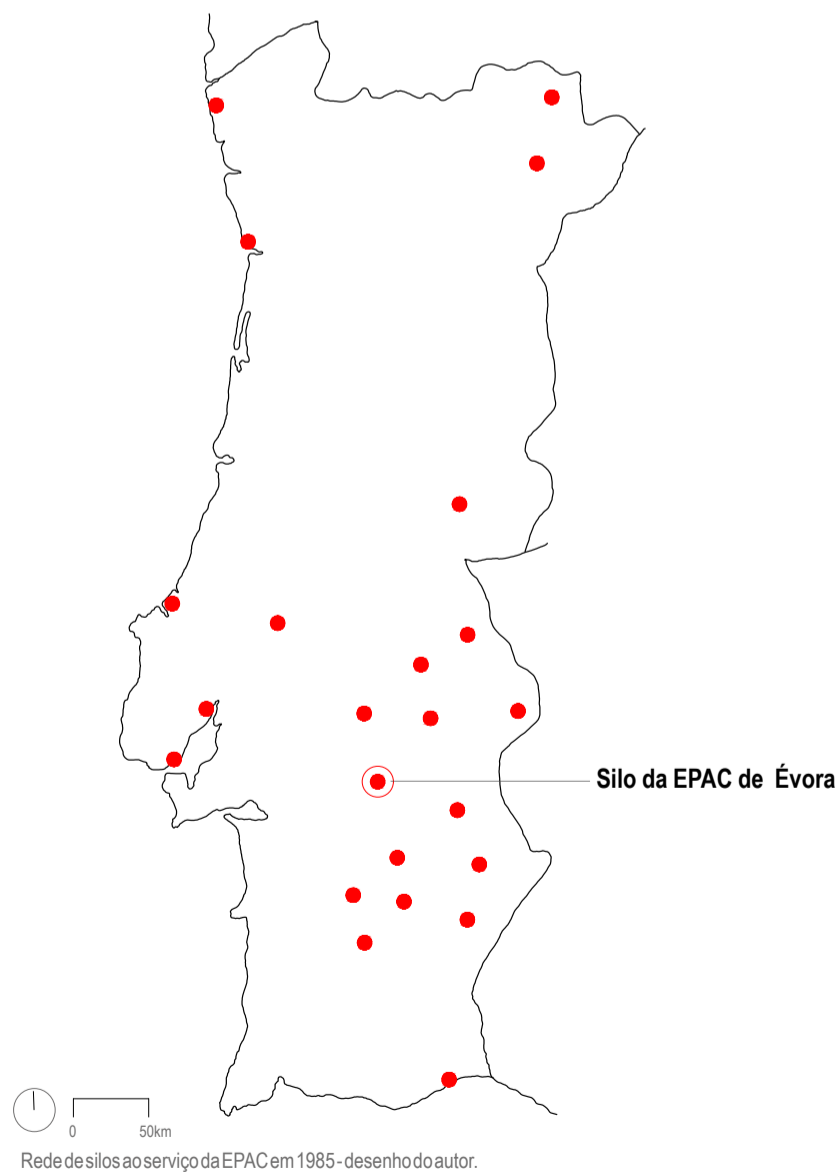 Silo da EPAC de Évora
0 50km
Rede de silos ao serviço da EPAC em 1985 - desenho do autor.